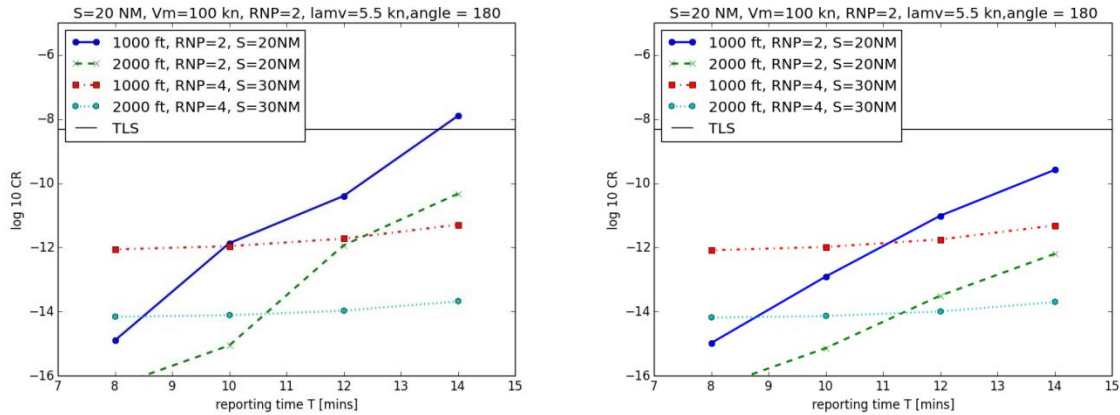 S=20 NM, Vm=100 kn, RNP=2, lamv=5.5 kn,angle = 180
1000 ft, RNP=2, S=20NM
2000 ft, RNP=2, S=20NM
1000 ft, RNP=4, S=30NM
2000 ft, RNP=4, S=30NM
TLS
−6
−8
−10
−12
−14
−16
log 10 CR
7 8 9 10 11 12 13 14 15
reporting time T [mins]
S=20 NM, Vm=100 kn, RNP=2, lamv=5.5 kn,angle = 180
1000 ft, RNP=2, S=20NM
2000 ft, RNP=2, S=20NM
1000 ft, RNP=4, S=30NM
2000 ft, RNP=4, S=30NM
TLS
−6
−8
−10
−12
−14
−16
log 10 CR
7 8 9 10 11 12 13 14 15
reporting time T [mins]